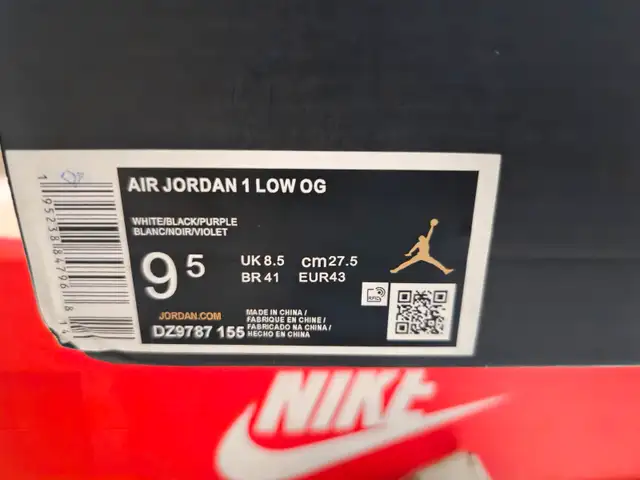 AIR JORDAN 1 LOW OG
WHITE/BLACK/PURPLE
BLANC/NOIR/VIOLET
9 5
UK 8.5 cm 27.5
BR 41 EUR 43
RFID
JORDAN.COM
DZ9787 155
MADE IN CHINA /
FABRIQUE EN CHINE /
FABRICADO NA CHINA /
HECHO EN CHINA
NIKE